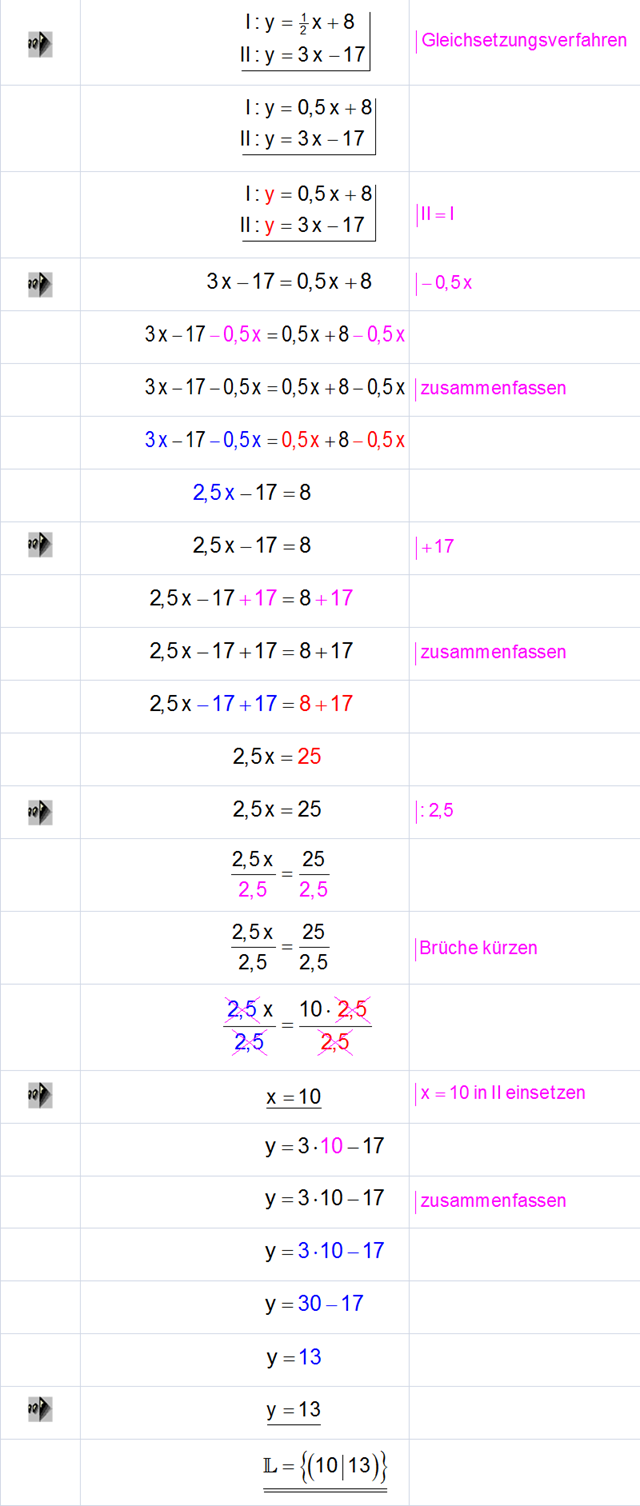 I: y = ½x + 8
|Gleichsetzungsverfahren
II: y = 3x − 17
I: y = 0,5x + 8
II: y = 3x − 17
I: y = 0,5x + 8
|II = I
II: y = 3x − 17
3x − 17 = 0,5x + 8 |− 0,5x
3x − 17 − 0,5x = 0,5x + 8 − 0,5x
3x − 17 − 0,5x = 0,5x + 8 − 0,5x |zusammenfassen
3x − 17 − 0,5x = 0,5x + 8 − 0,5x
2,5x − 17 = 8
2,5x − 17 = 8 |+17
2,5x − 17 + 17 = 8 + 17
2,5x − 17 + 17 = 8 + 17 |zusammenfassen
2,5x − 17 + 17 = 8 + 17
2,5x = 25
2,5x = 25 |: 2,5
2,5x/2,5 = 25/2,5
2,5x/2,5 = 25/2,5 |Brüche kürzen
2,5x/2,5 = 10 · 2,5/2,5
x = 10 |x = 10 in II einsetzen
y = 3 · 10 − 17
y = 3 · 10 − 17 |zusammenfassen
y = 3 · 10 − 17
y = 30 − 17
y = 13
y = 13
𝕃 = {(10|13)}